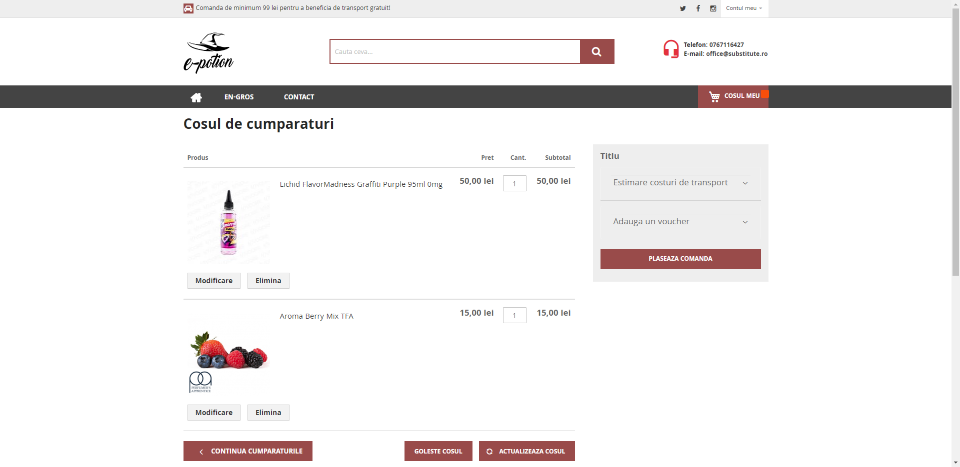 Comanda de minimum 99 lei pentru a beneficia de transport gratuit!
Contul meu
e-potion
Cauta ceva...
Telefon: 0767116427
E-mail: office@substitute.ro
EN-GROS
CONTACT
COSUL MEU
Cosul de cumparaturi
Produs
Pret
Cant.
Subtotal
Lichid FlavorMadness Graffiti Purple 95ml 0mg
50,00 lei
1
50,00 lei
Modificare
Elimina
Aroma Berry Mix TFA
15,00 lei
1
15,00 lei
Modificare
Elimina
CONTINUA CUMPARATURILE
GOLESTE COSUL
ACTUALIZEAZA COSUL
Titlu
Estimare costuri de transport
Adauga un voucher
PLASEAZA COMANDA